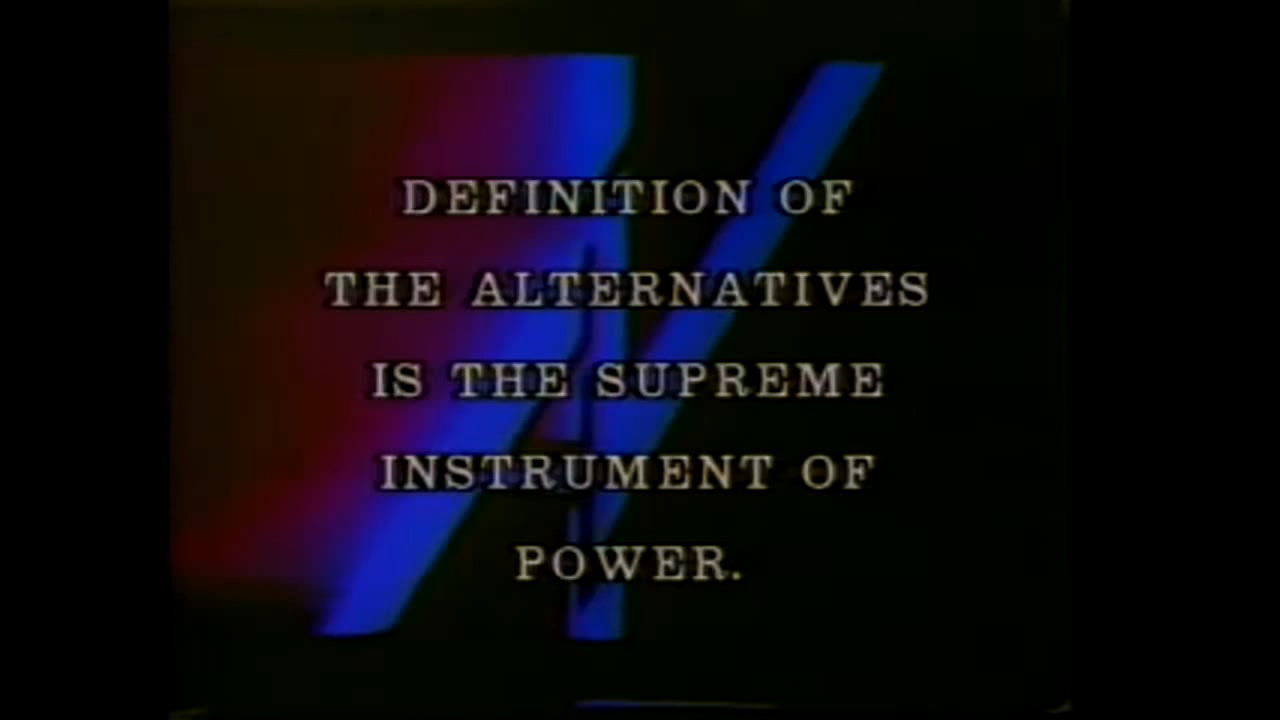 DEFINITION OF
THE ALTERNATIVES
IS THE SUPREME
INSTRUMENT OF
POWER.